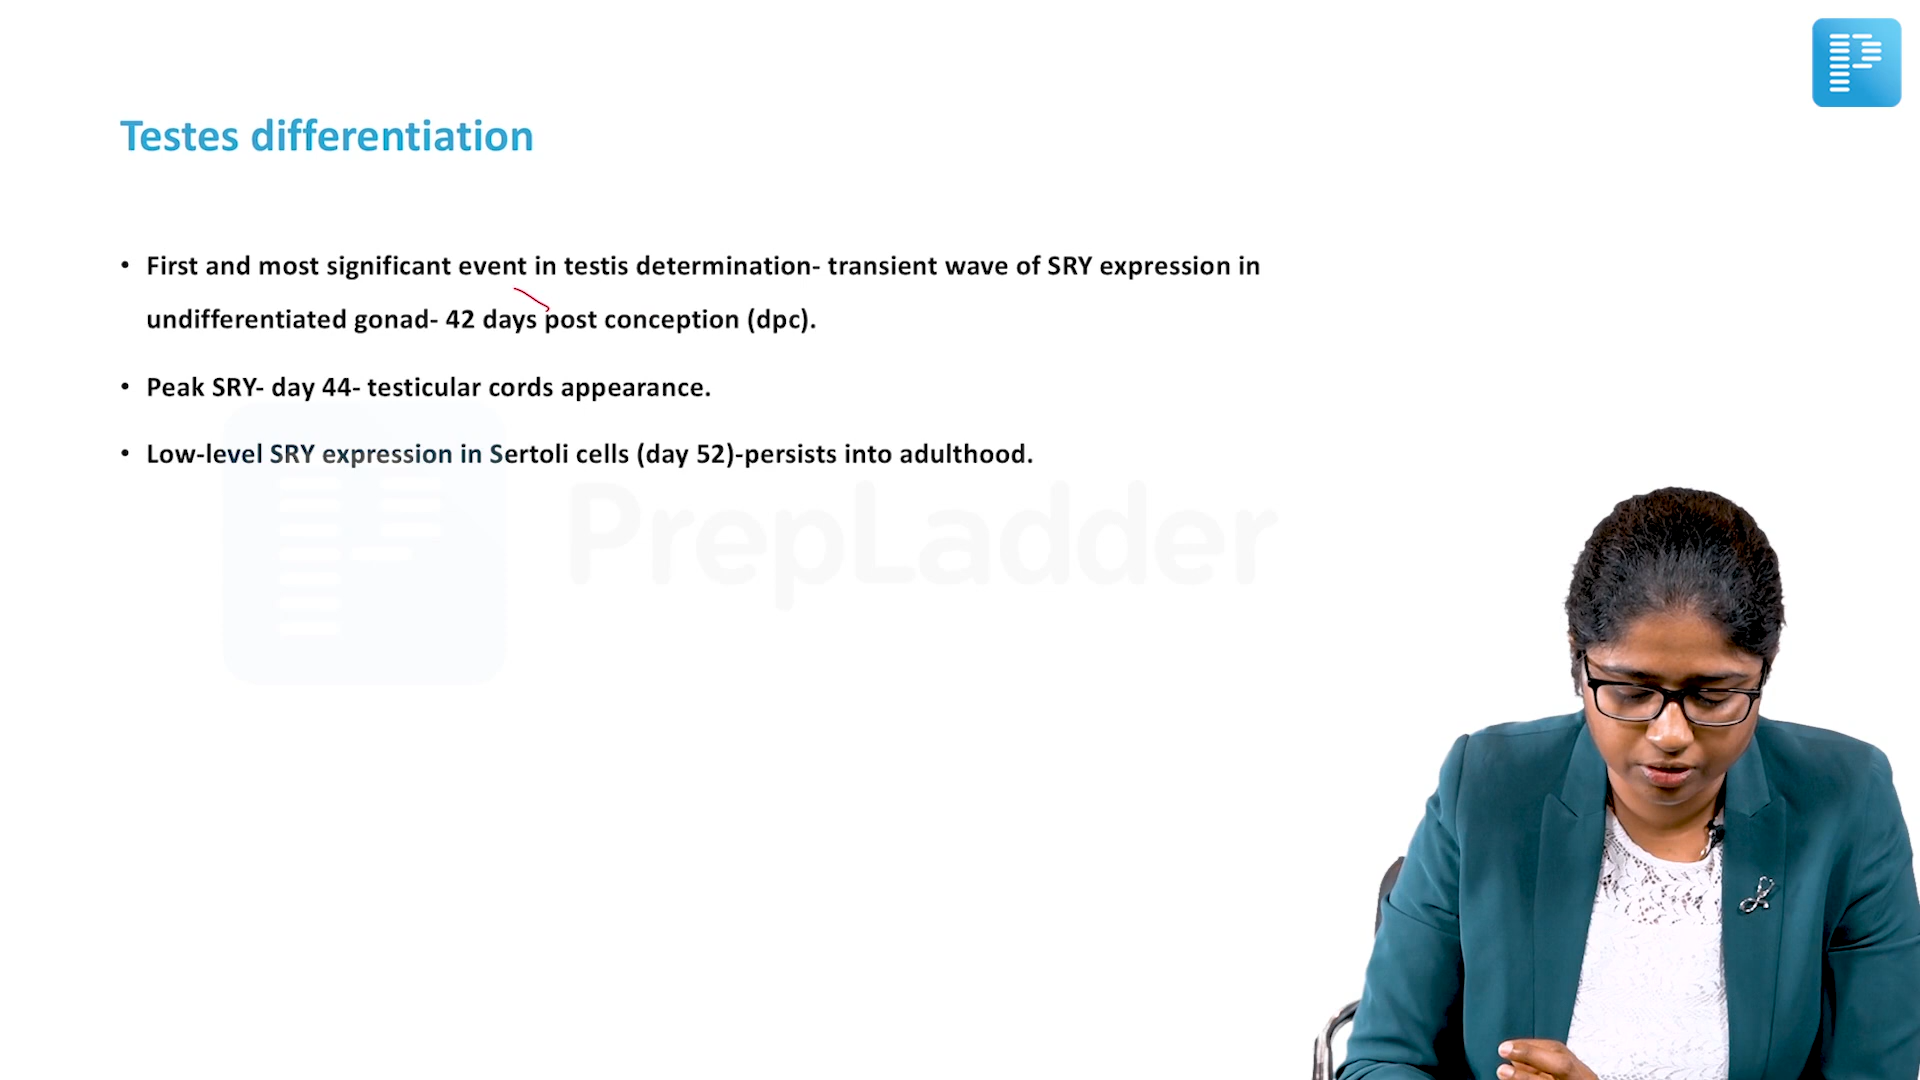 Testes differentiation
• First and most significant event in testis determination- transient wave of SRY expression in
undifferentiated gonad- 42 days post conception (dpc).
• Peak SRY- day 44- testicular cords appearance.
• Low-level SRY expression in Sertoli cells (day 52)-persists into adulthood.
PrepLadder